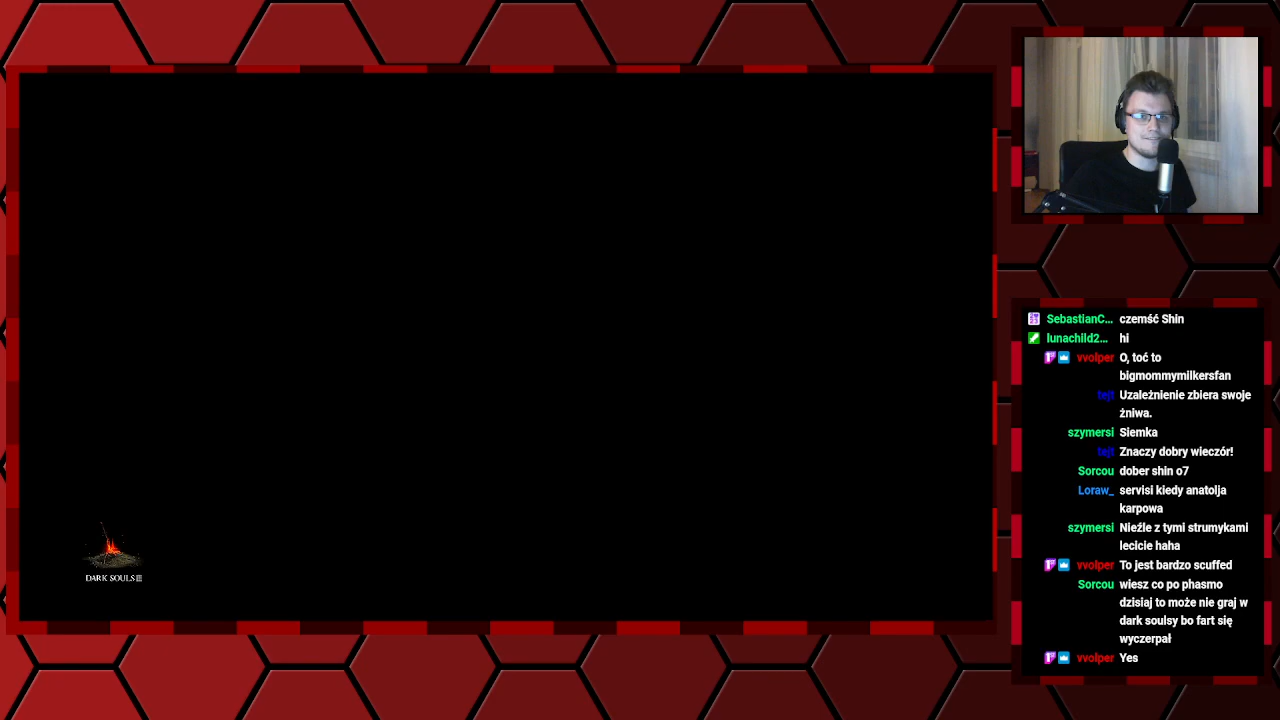 DARK SOULS III
SebastianC... czemść Shin
lunachild2... hi
vvolper O, toć to
bigmommymilkersfan
tejt Uzależnienie zbiera swoje
żniwa.
szymersi Siemka
tejt Znaczy dobry wieczór!
Sorcou dober shin o7
Loraw_ servisi kiedy anatolja
karpowa
szymersi Nieźle z tymi strumykami
lecicie haha
vvolper To jest bardzo scuffed
Sorcou wiesz co po phasmo
dzisiaj to może nie graj w
dark soulsy bo fart się
wyczerpał
vvolper Yes